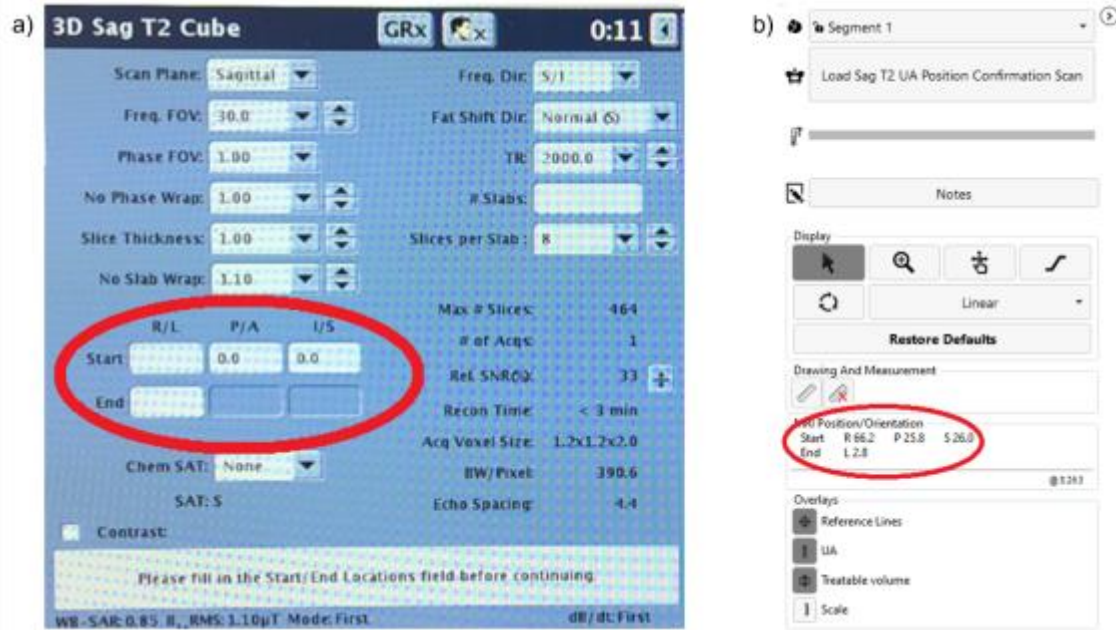 a)
3D Sag T2 Cube GRx 0:11
Scan Plane: Sagittal Freq. Dir: S/I
Freq. FOV: 30.0 Fat Shift Dir: Normal (S)
Phase FOV: 1.00 TR: 2000.0
No Phase Wrap: 1.00 # Slabs:
Slice Thickness: 1.00 Slices per Slab : 8
No Slab Wrap: 1.10
Max # Slices: 464
R/L P/A I/S
# of Acqs: 1
Start 0.0 0.0
Rel. SNR(%): 33
End
Recon Time: < 3 min
Acq Voxel Size: 1.2x1.2x2.0
Chem SAT: None
BW/Pixel: 390.6
SAT: S
Echo Spacing: 4.4
Contrast:
Please fill in the Start/End Locations field before continuing.
WB-SAR: 0.85 RMS: 1.10µT Mode: First dB/dt: First
b)
Segment 1
Load Sag T2 UA Position Confirmation Scan
Notes
Display
Linear
Restore Defaults
Drawing And Measurement
Position/Orientation
Start R 66.2 P 25.8 S 26.0
End L 2.8
Overlays
Reference Lines
UA
Treatable volume
Scale